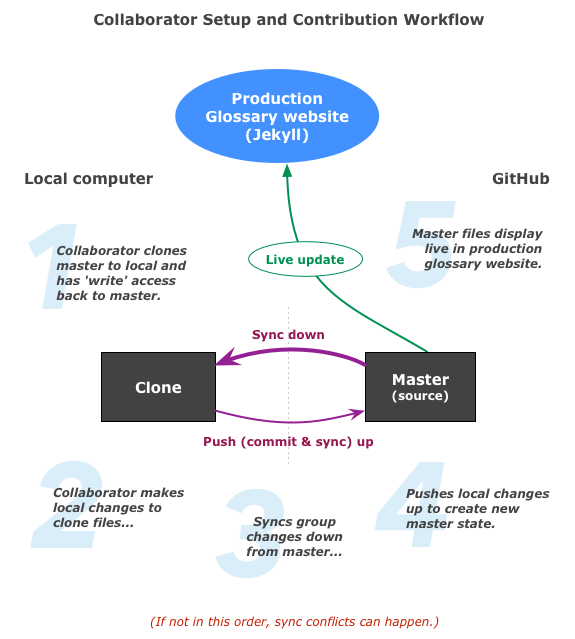 Collaborator Setup and Contribution Workflow
Production
Glossary website
(Jekyll)
Local computer
GitHub
1
Collaborator clones
master to local and
has 'write' access
back to master.
5
Master files display
live in production
glossary website.
Live update
Sync down
Clone
Master
(source)
Push (commit & sync) up
2
Collaborator makes
local changes to
clone files...
3
Syncs group
changes down
from master...
4
Pushes local changes
up to create new
master state.
(If not in this order, sync conflicts can happen.)